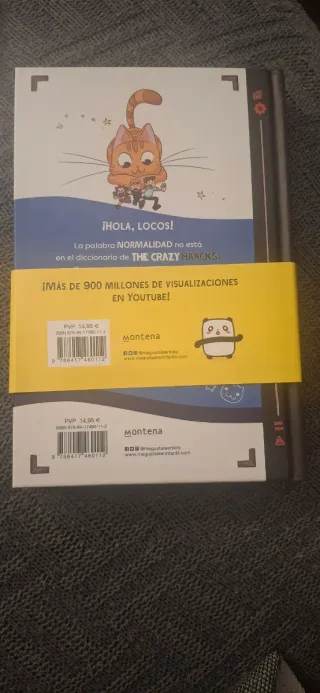 ¡HOLA, LOCOS!
La palabra NORMALIDAD no está
en el diccionario de THE CRAZY HAACKS.
¡MÁS DE 900 MILLONES DE VISUALIZACIONES
EN YOUTUBE!
PVP 14,95 €
Montena
PVP 14,95 €
Montena